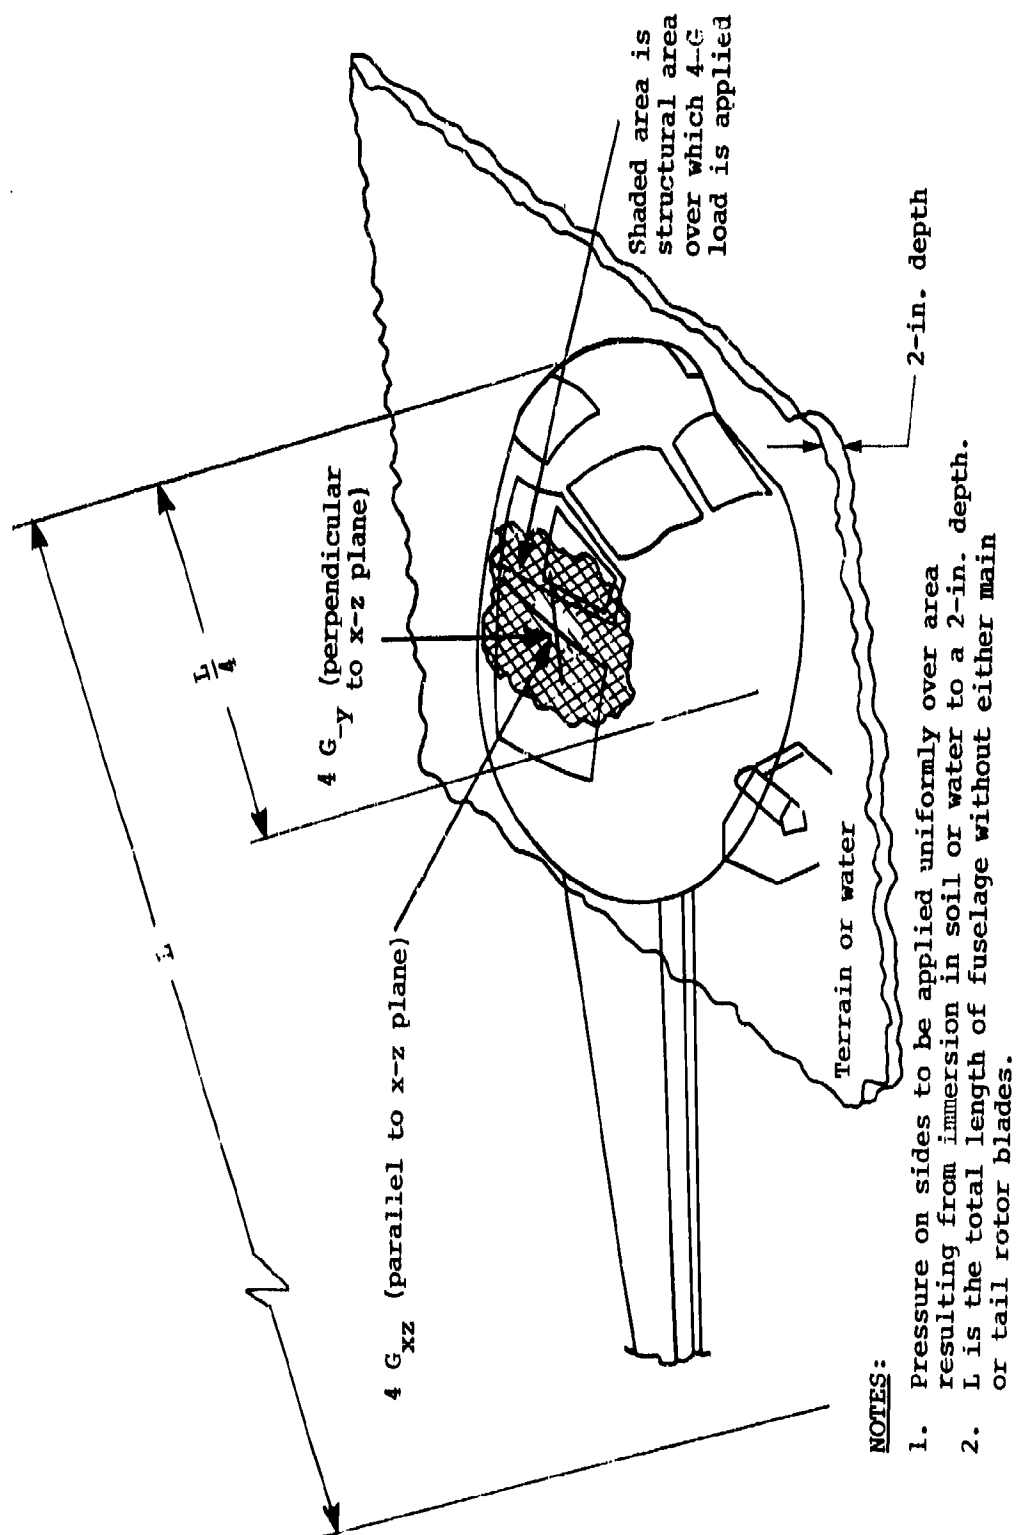 L
L
4
4 G-y (perpendicular
to x-z plane)
4 Gxz (parallel to x-z plane)
Shaded area is
structural area
over which 4-G
load is applied
2-in. depth
Terrain or water
NOTES:
1. Pressure on sides to be applied uniformly over area
resulting from immersion in soil or water to a 2-in. depth.
2. L is the total length of fuselage without either main
or tail rotor blades.